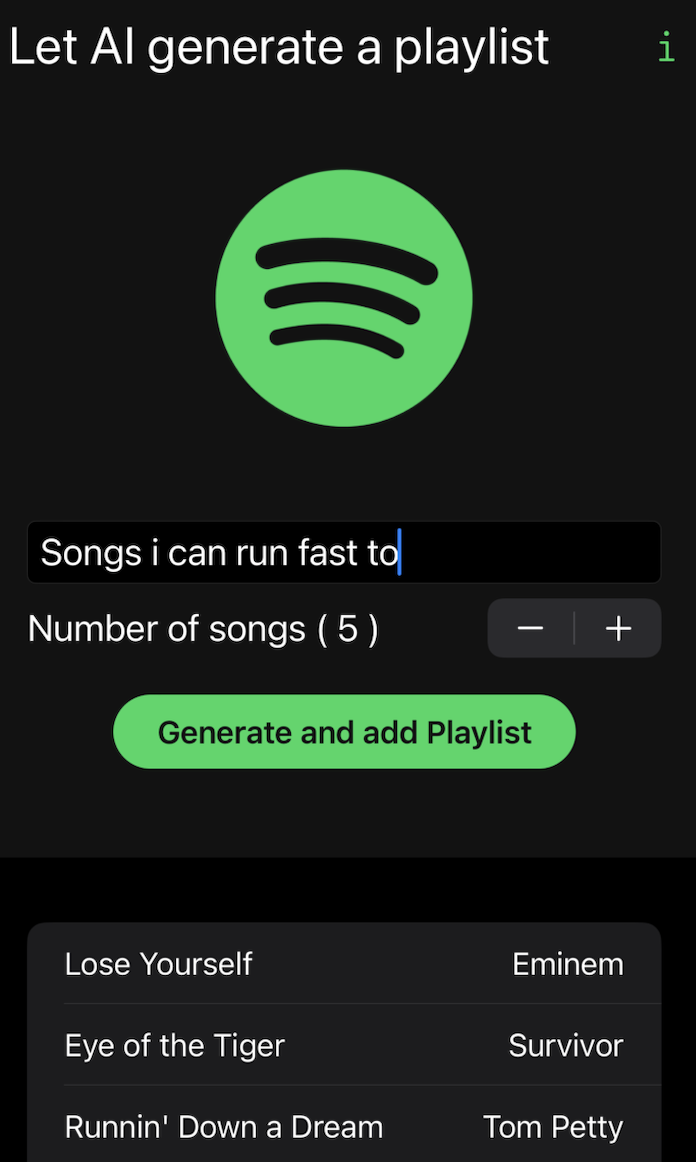 Let AI generate a playlist i
Songs i can run fast to
Number of songs ( 5 )
Generate and add Playlist
Lose Yourself Eminem
Eye of the Tiger Survivor
Runnin' Down a Dream Tom Petty